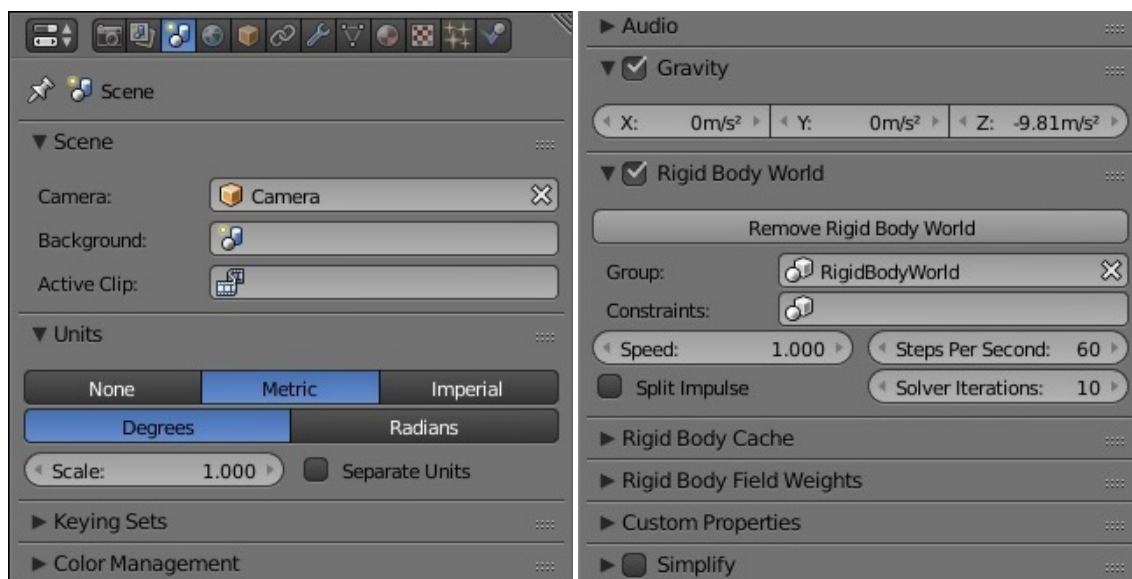 Scene
Scene
Camera: Camera
Background:
Active Clip:
Units
None Metric Imperial
Degrees Radians
Scale: 1.000 Separate Units
Keying Sets
Color Management
Audio
Gravity
X: 0m/s² Y: 0m/s² Z: -9.81m/s²
Rigid Body World
Remove Rigid Body World
Group: RigidBodyWorld
Constraints:
Speed: 1.000 Steps Per Second: 60
Split Impulse Solver Iterations: 10
Rigid Body Cache
Rigid Body Field Weights
Custom Properties
Simplify